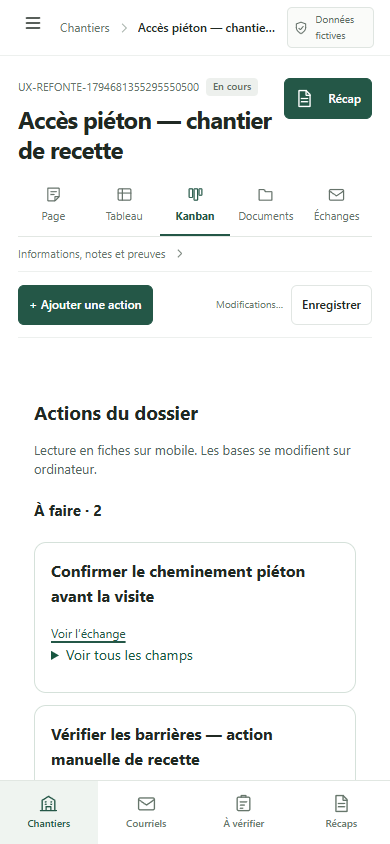 Chantiers > Accès piéton — chantie...
Données
fictives
UX-REFONTE-1794681355295550500 En cours
Récap
Accès piéton — chantier
de recette
Page Tableau Kanban Documents Échanges
Informations, notes et preuves >
+ Ajouter une action Modifications... Enregistrer
Actions du dossier
Lecture en fiches sur mobile. Les bases se modifient sur
ordinateur.
À faire · 2
Confirmer le cheminement piéton
avant la visite
Voir l'échange
▶ Voir tous les champs
Vérifier les barrières — action
manuelle de recette
Chantiers Courriels À vérifier Récaps